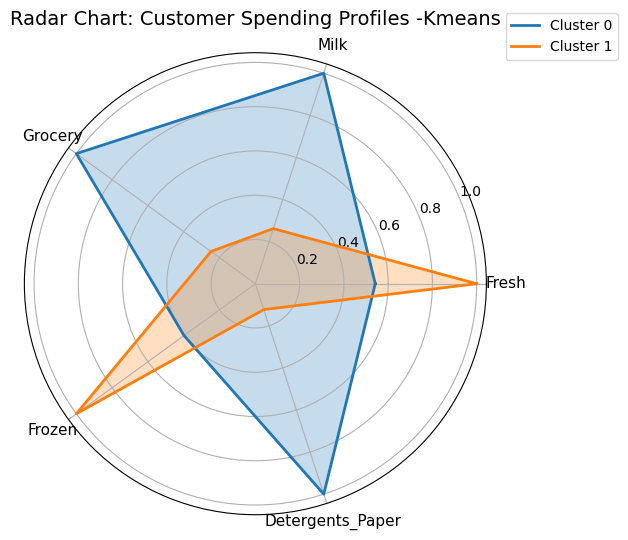 Radar Chart: Customer Spending Profiles -Kmeans
Cluster 0
Cluster 1
Milk
Grocery
1.0
0.8
0.6
0.4
0.2
Fresh
Frozen
Detergents_Paper